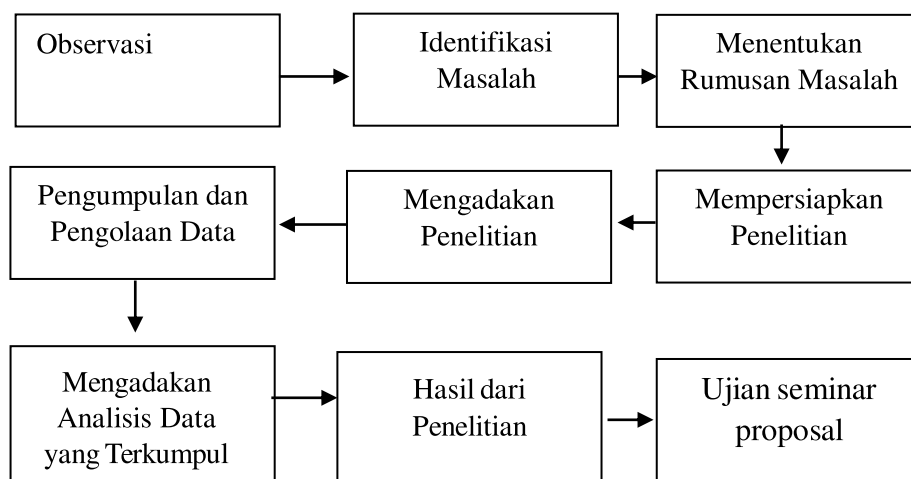 Observasi
Identifikasi
Masalah
Menentukan
Rumusan Masalah
Mempersiapkan
Penelitian
Mengadakan
Penelitian
Pengumpulan dan
Pengolaan Data
Mengadakan
Analisis Data
yang Terkumpul
Hasil dari
Penelitian
Ujian seminar
proposal